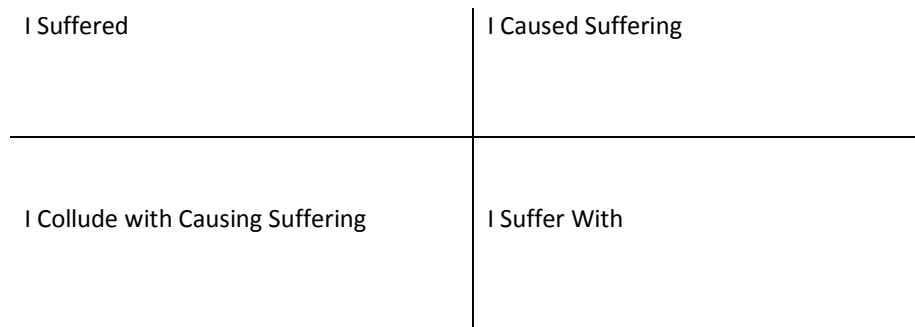 I Suffered
I Caused Suffering
I Collude with Causing Suffering
I Suffer With